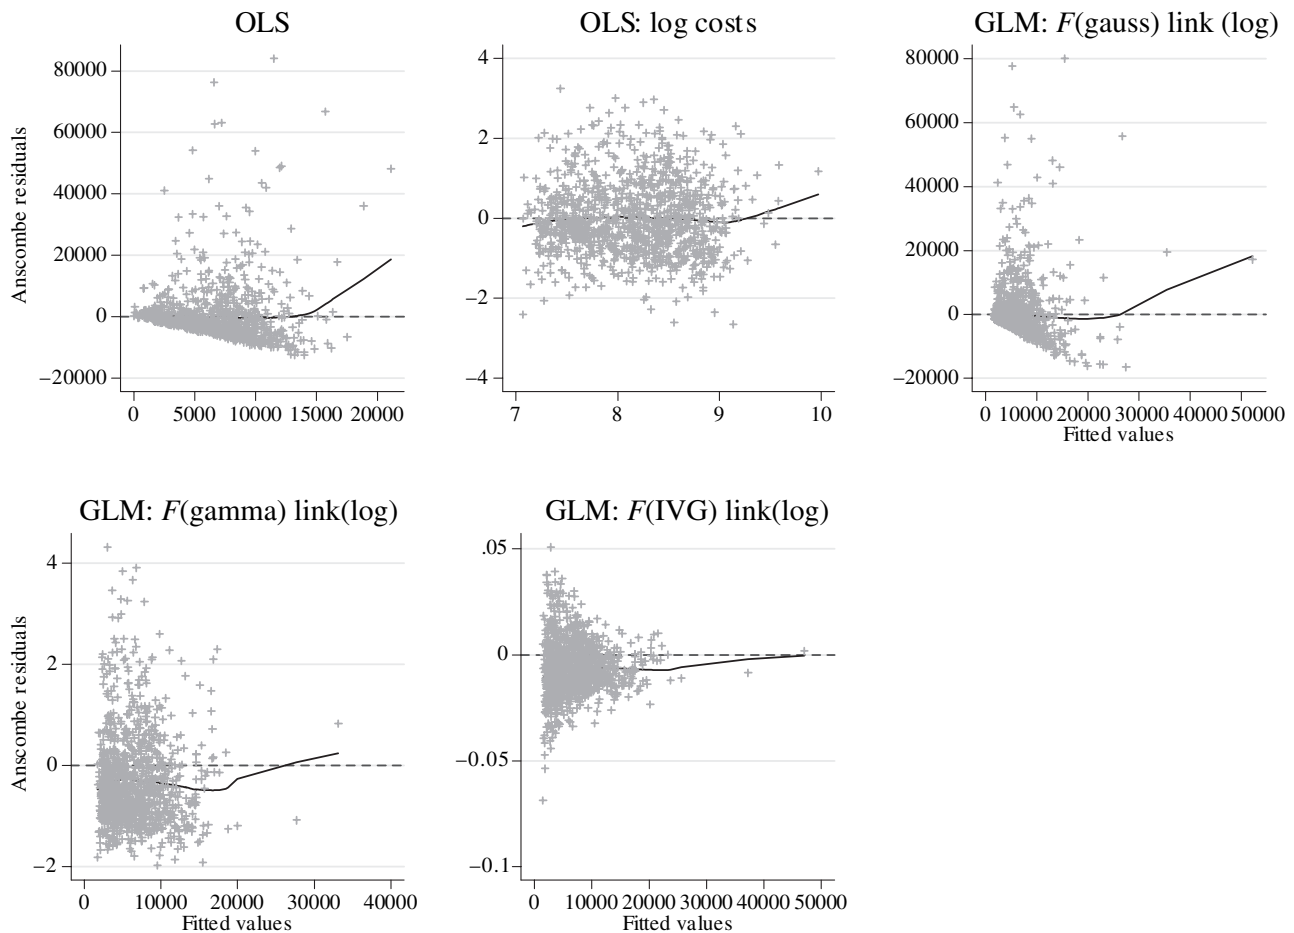 OLS
OLS: log costs
GLM: F(gauss) link (log)
Anscombe residuals
80000
60000
40000
20000
0
−20000
0 5000 10000 15000 20000
4
2
0
−2
−4
7 8 9 10
80000
60000
40000
20000
0
−20000
0 10000 20000 30000 40000 50000
Fitted values
GLM: F(gamma) link(log)
GLM: F(IVG) link(log)
Anscombe residuals
4
2
0
−2
0 10000 20000 30000 40000
Fitted values
.05
0
−0.05
−0.1
0 10000 20000 30000 40000 50000
Fitted values